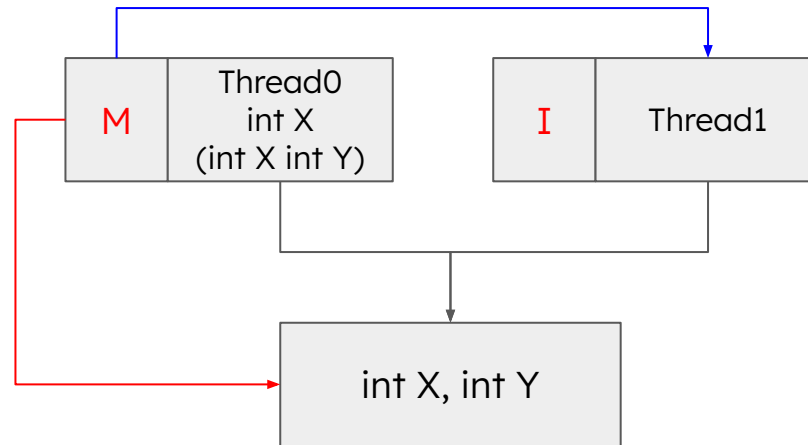 M
Thread0
int X
(int X int Y)
I
Thread1
int X, int Y